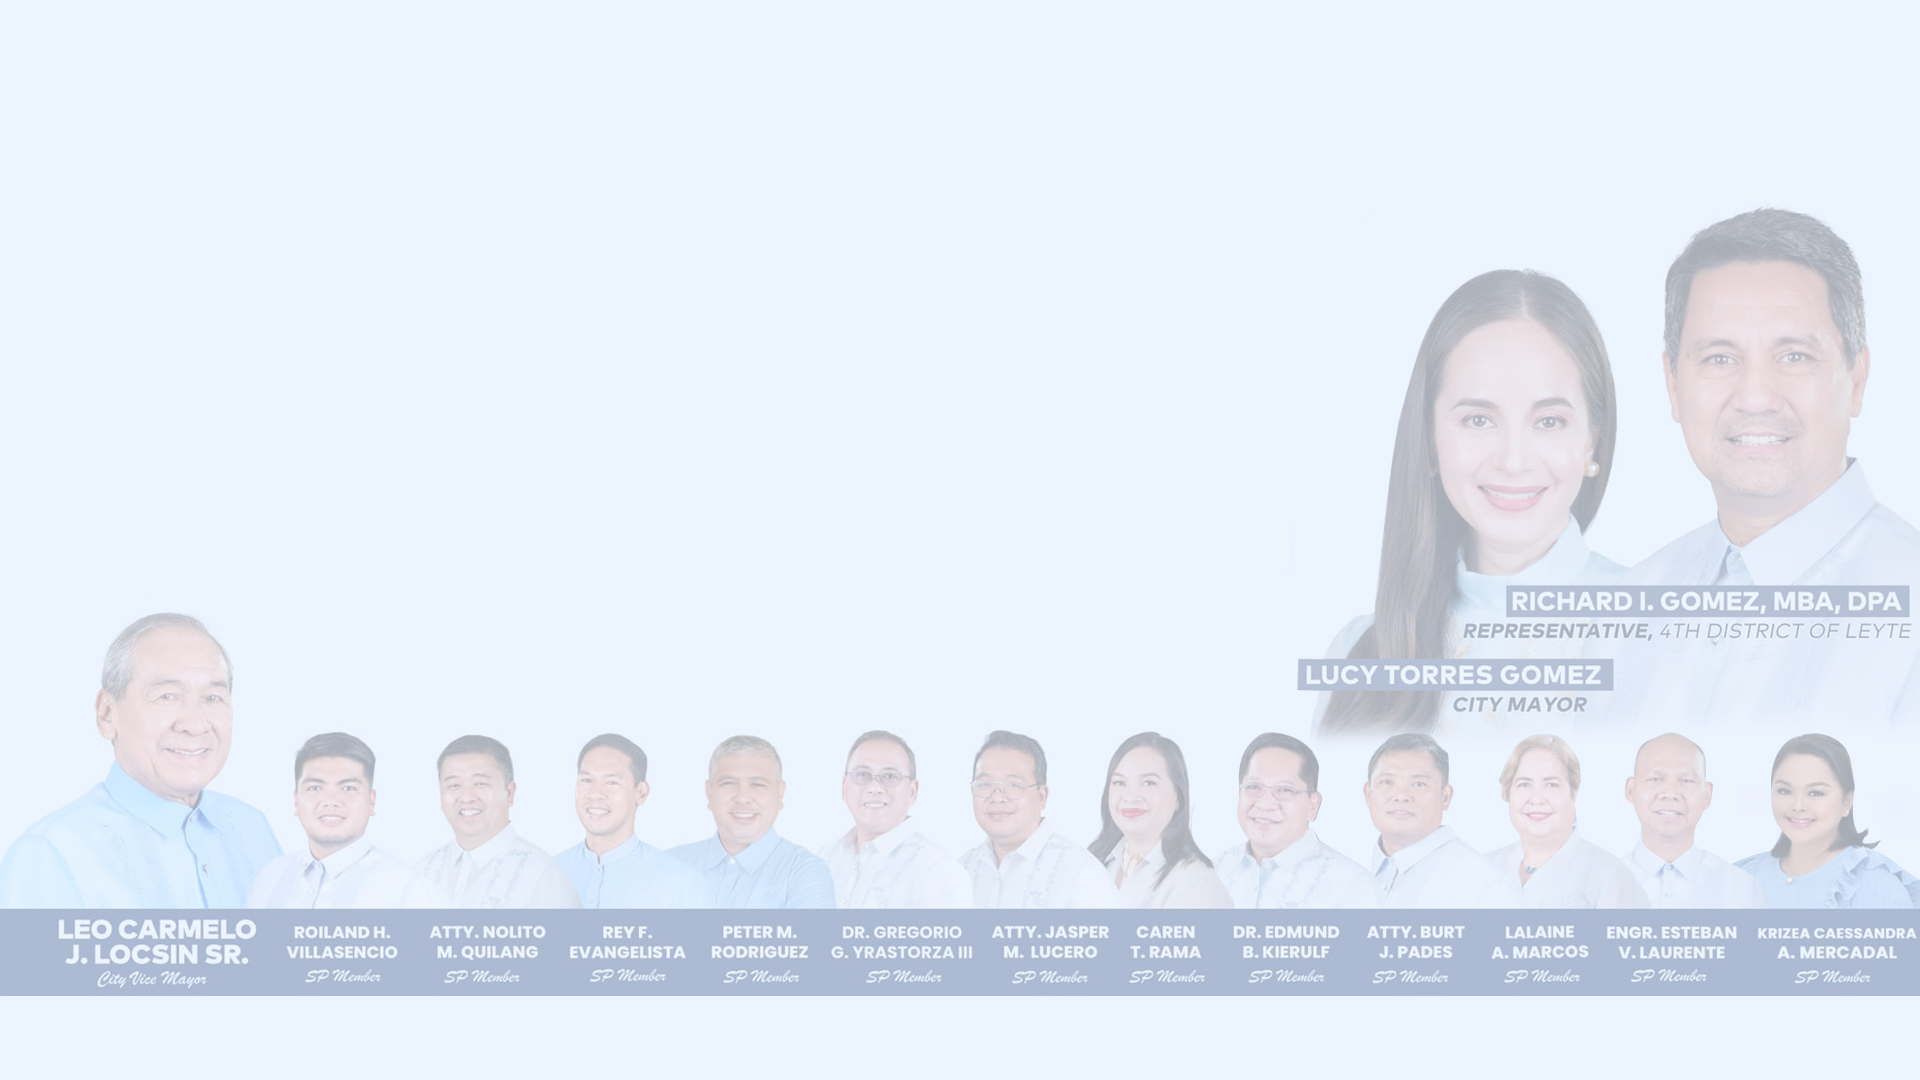 RICHARD I. GOMEZ, MBA, DPA
REPRESENTATIVE, 4TH DISTRICT OF LEYTE
LUCY TORRES GOMEZ
CITY MAYOR
LEO CARMELO
J. LOCSIN SR.
City Vice Mayor
ROILAND H.
VILLASENCIO
SP Member
ATTY. NOLITO
M. QUILANG
SP Member
REY F.
EVANGELISTA
SP Member
PETER M.
RODRIGUEZ
SP Member
DR. GREGORIO
G. YRASTORZA III
SP Member
ATTY. JASPER
M. LUCERO
SP Member
CAREN
T. RAMA
SP Member
DR. EDMUND
B. KIERULF
SP Member
ATTY. BURT
J. PADES
SP Member
LALAINE
A. MARCOS
SP Member
ENGR. ESTEBAN
V. LAURENTE
SP Member
KRIZEA CAESSANDRA
A. MERCADAL
SP Member